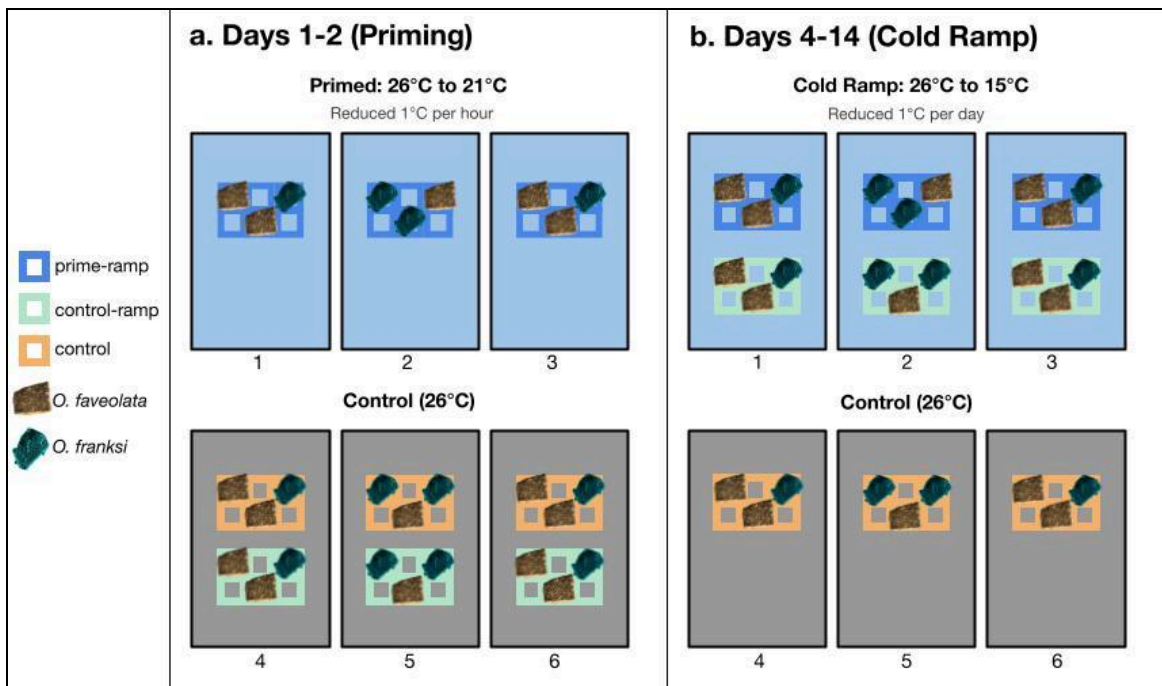 a. Days 1-2 (Priming)
Primed: 26°C to 21°C
Reduced 1°C per hour
1
2
3
Control (26°C)
4
5
6
b. Days 4-14 (Cold Ramp)
Cold Ramp: 26°C to 15°C
Reduced 1°C per day
1
2
3
Control (26°C)
4
5
6
prime-ramp
control-ramp
control
O. faveolata
O. franksi